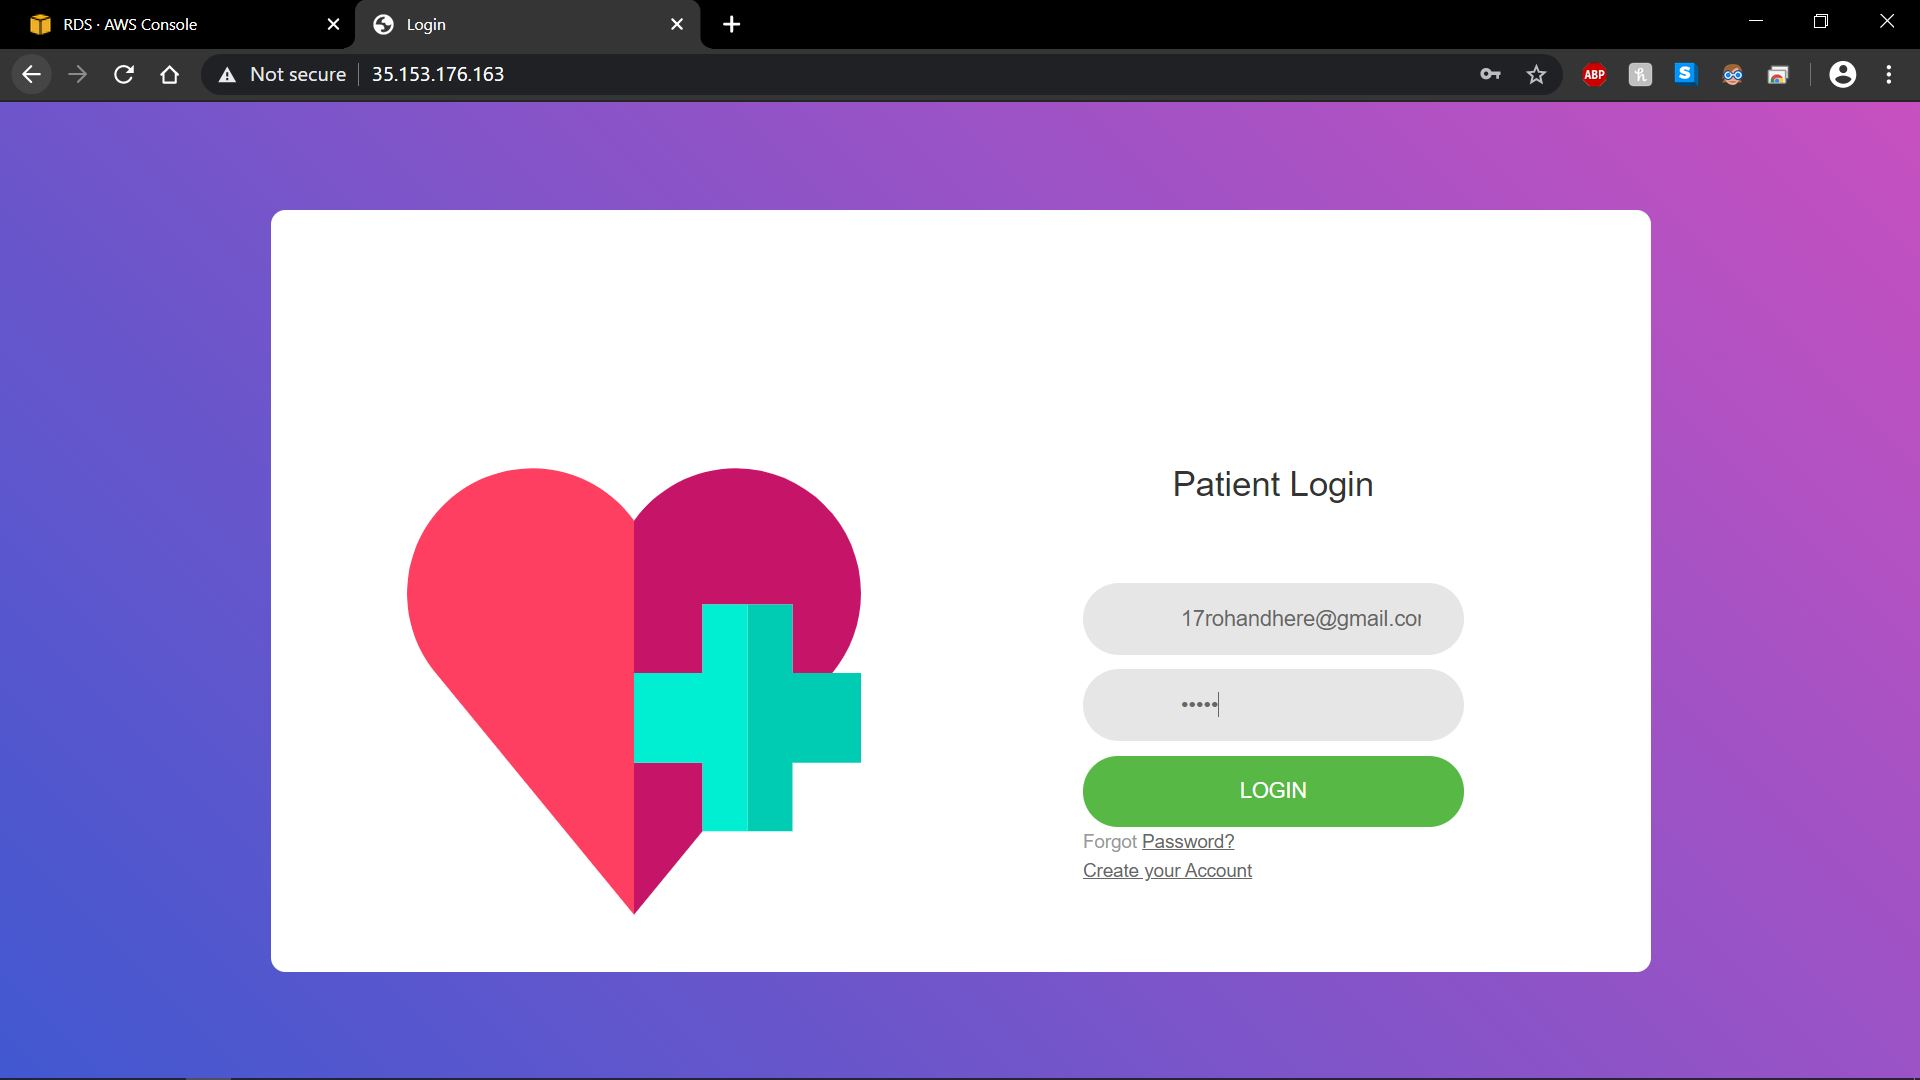 RDS · AWS Console
Login
Not secure
35.153.176.163
ABP
S
Patient Login
17rohandhere@gmail.cor
•••••
LOGIN
Forgot Password?
Create your Account